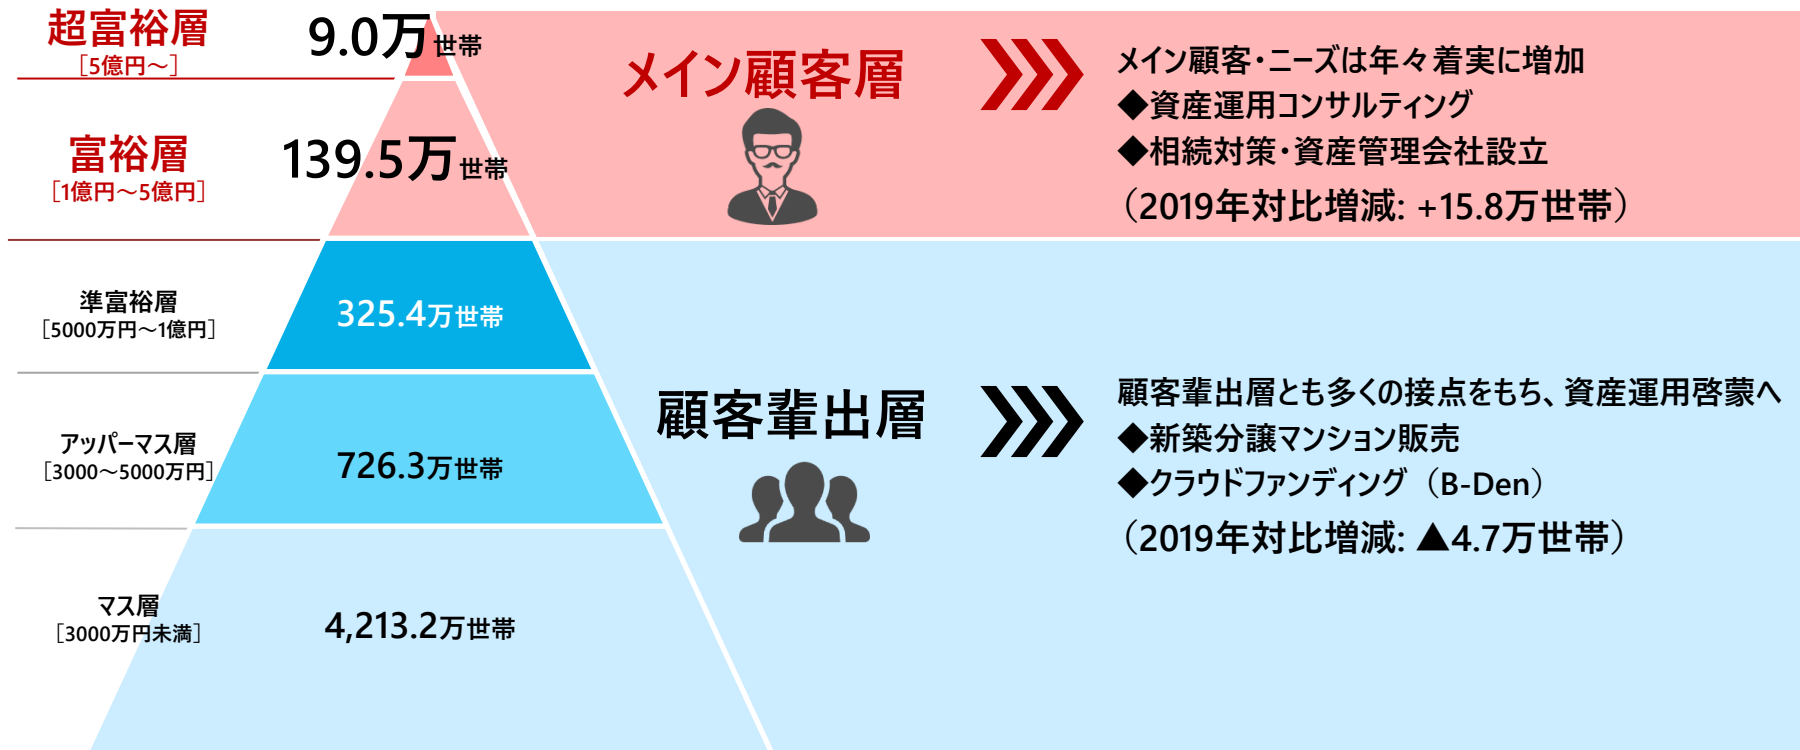 超富裕層
［5億円～］
9.0万世帯
富裕層
［1億円～5億円］
139.5万世帯
メイン顧客層
メイン顧客・ニーズは年々着実に増加
◆資産運用コンサルティング
◆相続対策・資産管理会社設立
（2019年対比増減: +15.8万世帯）
準富裕層
［5000万円～1億円］
325.4万世帯
アッパーマス層
［3000～5000万円］
726.3万世帯
マス層
［3000万円未満］
4,213.2万世帯
顧客輩出層
顧客輩出層とも多くの接点をもち、資産運用啓蒙へ
◆新築分譲マンション販売
◆クラウドファンディング（B-Den）
（2019年対比増減: ▲4.7万世帯）